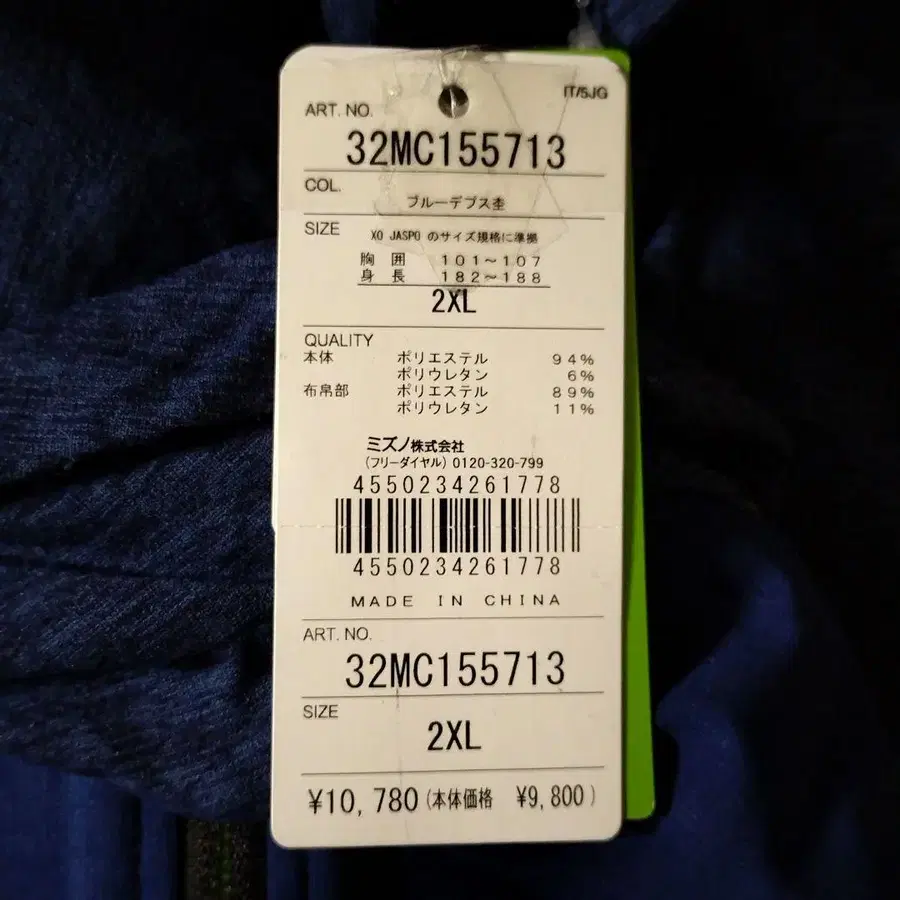 IT/5JG
ART. NO.
32MC155713
COL.
ブルーデプス杢
SIZE
XO JASPO のサイズ規格に準拠
胸 囲 101~107
身 長 182~188
2XL
QUALITY
本体 ポリエステル 94%
ポリウレタン 6%
布帛部 ポリエステル 89%
ポリウレタン 11%
ミズノ株式会社
(フリーダイヤル) 0120-320-799
4550234261778
4550234261778
MADE IN CHINA
ART. NO.
32MC155713
SIZE
2XL
¥10,780(本体価格 ¥9,800)